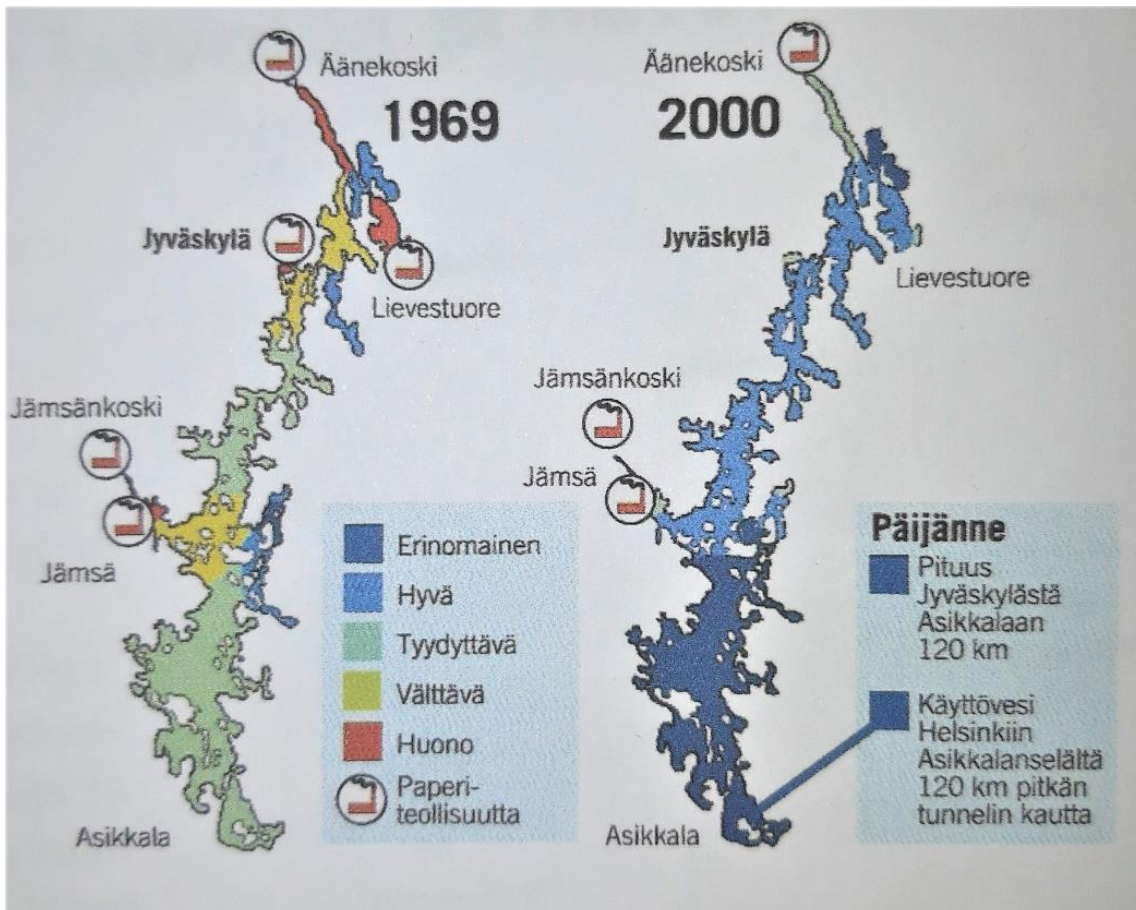 Äänekoski
1969
Jyväskylä
Lievestuore
Jämsänkoski
Jämsä
Asikkala
Erinomainen
Hyvä
Tyydyttävä
Välttävä
Huono
Paperi-
teollisuutta
Äänekoski
2000
Jyväskylä
Lievestuore
Jämsänkoski
Jämsä
Asikkala
Päijänne
Pituus
Jyväskylästä
Asikkalaan
120 km
Käyttövesi
Helsinkiin
Asikkalanselältä
120 km pitkän
tunnelin kautta